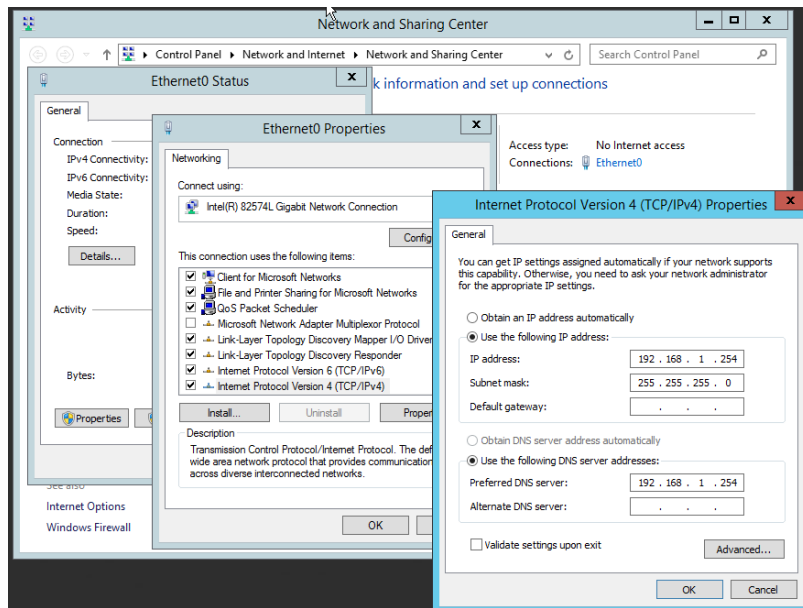 Network and Sharing Center
Control Panel Network and Internet Network and Sharing Center
Search Control Panel
Ethernet0 Status
k information and set up connections
General
Connection
IPv4 Connectivity:
IPv6 Connectivity:
Media State:
Duration:
Speed:
Details...
Activity
Bytes:
Properties
See also
Internet Options
Windows Firewall
Ethernet0 Properties
Networking
Connect using:
Intel(R) 82574L Gigabit Network Connection
Config
This connection uses the following items:
Client for Microsoft Networks
File and Printer Sharing for Microsoft Networks
QoS Packet Scheduler
Microsoft Network Adapter Multiplexor Protocol
Link-Layer Topology Discovery Mapper I/O Driver
Link-Layer Topology Discovery Responder
Internet Protocol Version 6 (TCP/IPv6)
Internet Protocol Version 4 (TCP/IPv4)
Install...
Uninstall
Proper
Description
Transmission Control Protocol/Internet Protocol. The def
wide area network protocol that provides communication
across diverse interconnected networks.
OK
Access type: No Internet access
Connections: Ethernet0
Internet Protocol Version 4 (TCP/IPv4) Properties
General
You can get IP settings assigned automatically if your network supports
this capability. Otherwise, you need to ask your network administrator
for the appropriate IP settings.
Obtain an IP address automatically
Use the following IP address:
IP address: 192 . 168 . 1 . 254
Subnet mask: 255 . 255 . 255 . 0
Default gateway: . . .
Obtain DNS server address automatically
Use the following DNS server addresses:
Preferred DNS server: 192 . 168 . 1 . 254
Alternate DNS server: . . .
Validate settings upon exit
Advanced...
OK
Cancel